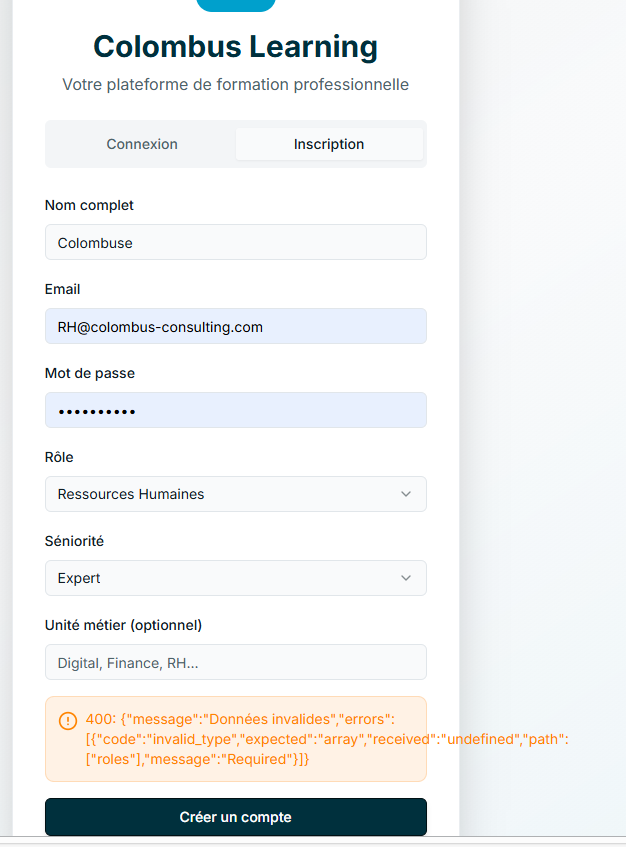 Colombus Learning
Votre plateforme de formation professionnelle
Connexion
Inscription
Nom complet
Colombuse
Email
RH@colombus-consulting.com
Mot de passe
••••••••••
Rôle
Ressources Humaines
Séniorité
Expert
Unité métier (optionnel)
Digital, Finance, RH...
400: {"message":"Données invalides","errors":
[{"code":"invalid_type","expected":"array","received":"undefined","path":
["roles"],"message":"Required"}]}
Créer un compte